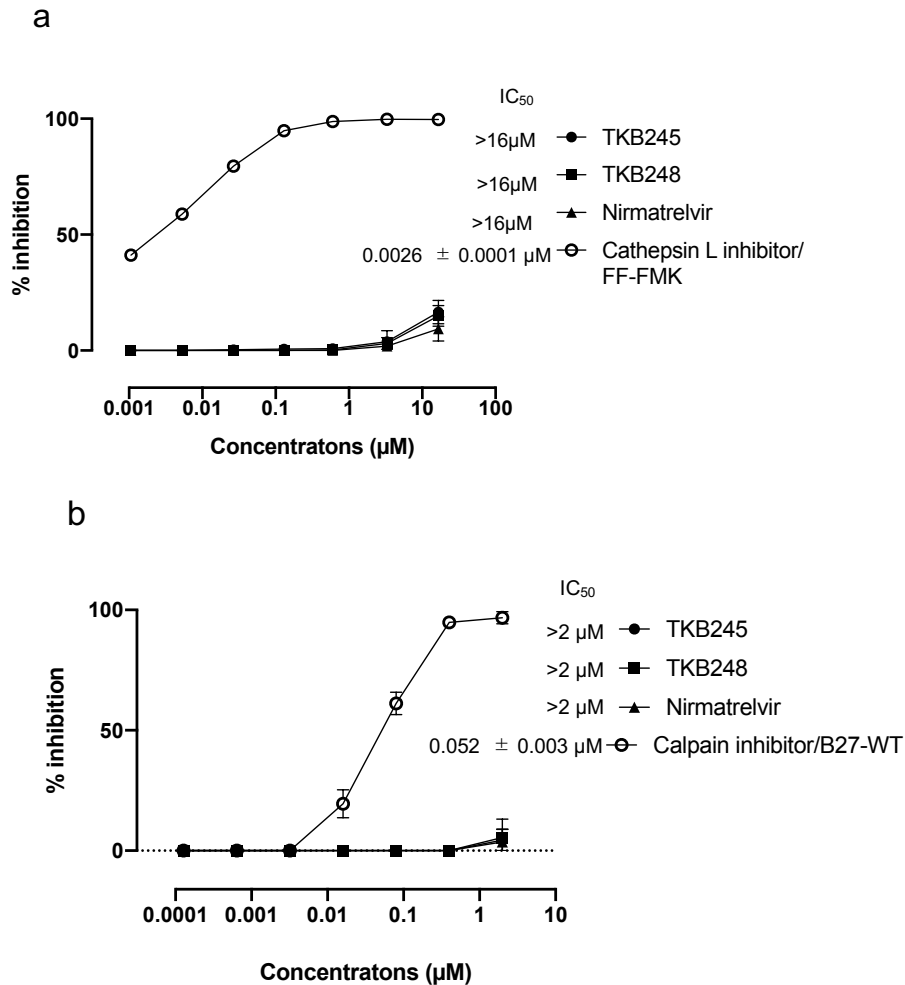 a
IC₅₀
100
50
0
% inhibition
>16µM TKB245
>16µM TKB248
>16µM Nirmatrelvir
0.0026 ± 0.0001 µM Cathepsin L inhibitor/
FF-FMK
0.001 0.01 0.1 1 10 100
Concentratons (µM)
b
IC₅₀
100
50
0
% inhibition
>2 µM TKB245
>2 µM TKB248
>2 µM Nirmatrelvir
0.052 ± 0.003 µM Calpain inhibitor/B27-WT
0.0001 0.001 0.01 0.1 1 10
Concentratons (µM)